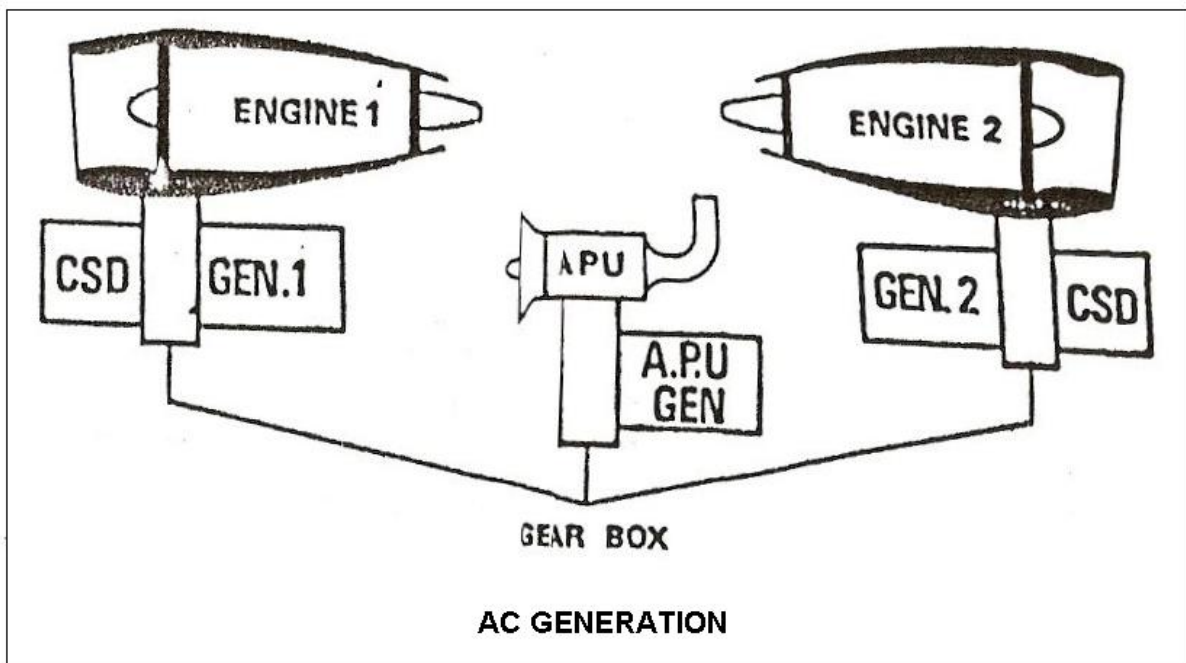 ENGINE 1
ENGINE 2
CSD
GEN.1
APU
A.P.U
GEN
GEN.2
CSD
GEAR BOX
AC GENERATION